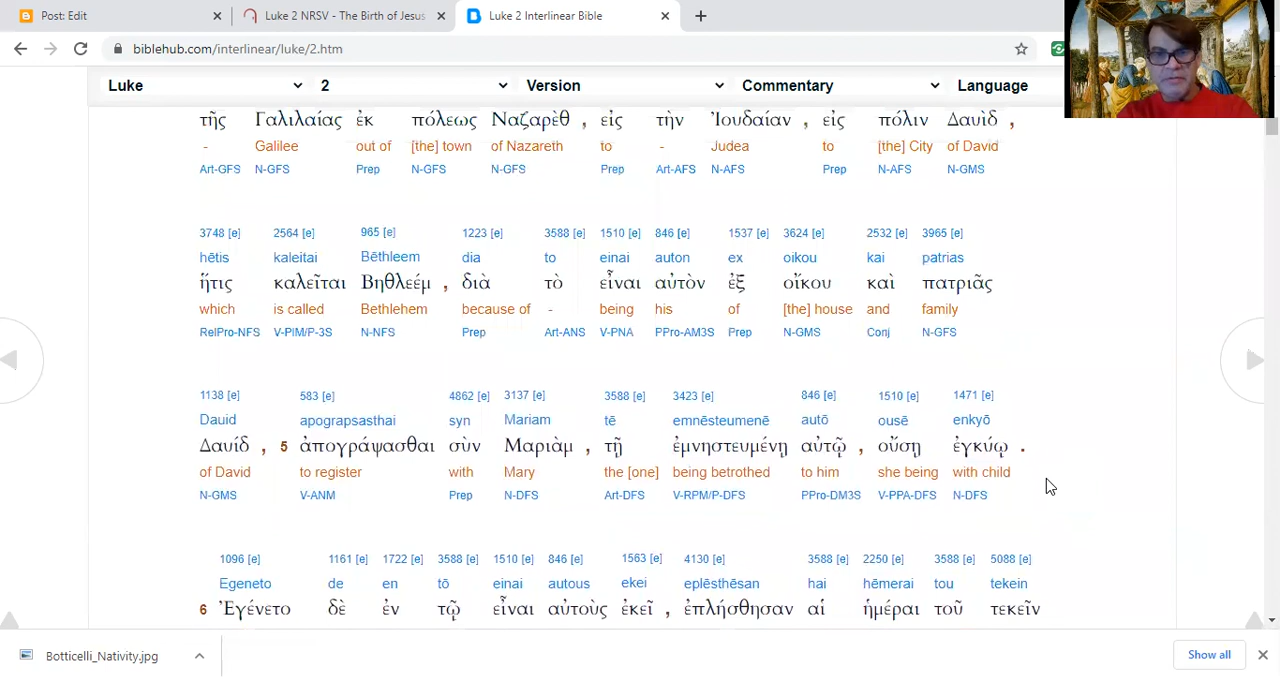 Post: Edit
Luke 2 NRSV - The Birth of Jesus
Luke 2 Interlinear Bible
biblehub.com/interlinear/luke/2.htm
Luke 2 Version Commentary Language
τῆς Γαλιλαίας ἐκ πόλεως Ναζαρὲθ , εἰς τὴν Ἰουδαίαν , εἰς πόλιν Δαυὶδ ,
- Galilee out of [the] town of Nazareth to - Judea to [the] City of David
Art-GFS N-GFS Prep N-GFS N-GFS Prep Art-AFS N-AFS Prep N-AFS N-GMS
3748 [e] 2564 [e] 965 [e] 1223 [e] 3588 [e] 1510 [e] 846 [e] 1537 [e] 3624 [e] 2532 [e] 3965 [e]
hētis kaleitai Bēthleem dia to einai auton ex oikou kai patrias
ἥτις καλεῖται Βηθλεέμ , διὰ τὸ εἶναι αὐτὸν ἐξ οἴκου καὶ πατριᾶς
which is called Bethlehem because of - being his of [the] house and family
RelPro-NFS V-PIM/P-3S N-NFS Prep Art-ANS V-PNA PPro-AM3S Prep N-GMS Conj N-GFS
1138 [e] 583 [e] 4862 [e] 3137 [e] 3588 [e] 3423 [e] 846 [e] 1510 [e] 1471 [e]
Dauid apograpsasthai syn Mariam tē emnēsteumenē autō ousē enkyō
Δαυίδ , 5 ἀπογράψασθαι σὺν Μαριὰμ , τῇ ἐμνηστευμένῃ αὐτῷ , οὔσῃ ἐγκύῳ .
of David to register with Mary the [one] being betrothed to him she being with child
N-GMS V-ANM Prep N-DFS Art-DFS V-RPM/P-DFS PPro-DM3S V-PPA-DFS N-DFS
1096 [e] 1161 [e] 1722 [e] 3588 [e] 1510 [e] 846 [e] 1563 [e] 4130 [e] 3588 [e] 2250 [e] 3588 [e] 5088 [e]
Egeneto de en tō einai autous ekei eplēsthēsan hai hēmerai tou tekein
6 Ἐγένετο δὲ ἐν τῷ εἶναι αὐτοὺς ἐκεῖ , ἐπλήσθησαν αἱ ἡμέραι τοῦ τεκεῖν
Botticelli_Nativity.jpg
Show all